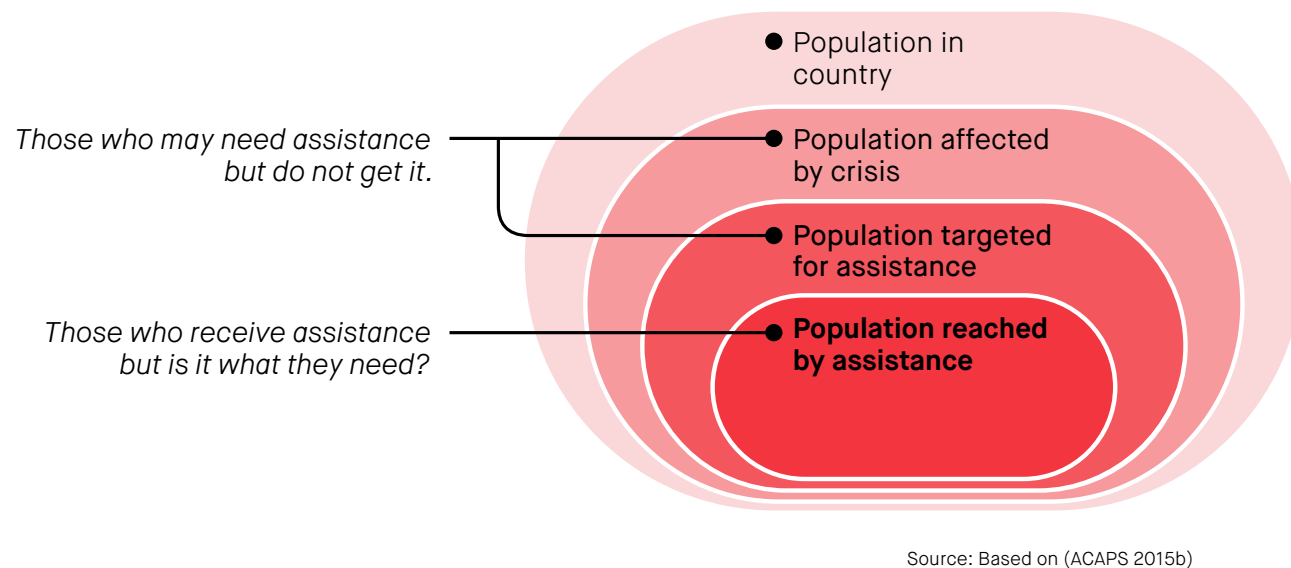 Population in
country
Those who may need assistance
but do not get it.
Population affected
by crisis
Population targeted
for assistance
Those who receive assistance
but is it what they need?
Population reached
by assistance
Source: Based on (ACAPS 2015b)